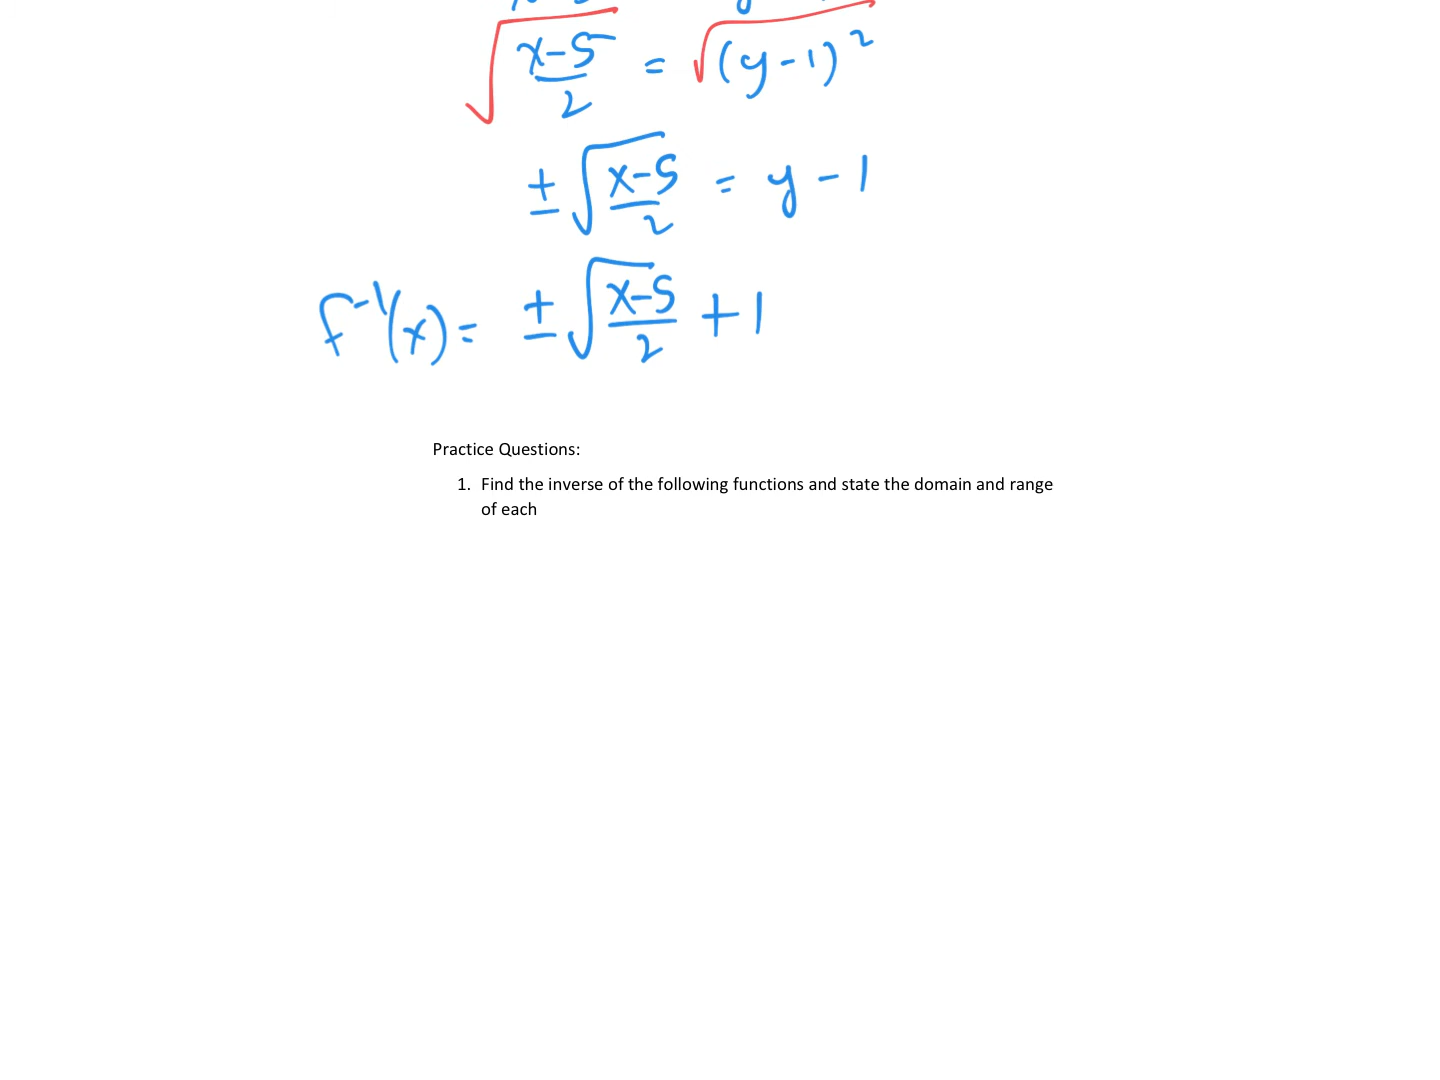 √(x-5)/2 = √(y-1)²
± √(x-5)/2 = y - 1
f⁻¹(x) = ± √(x-5)/2 + 1
Practice Questions:
1. Find the inverse of the following functions and state the domain and range
of each